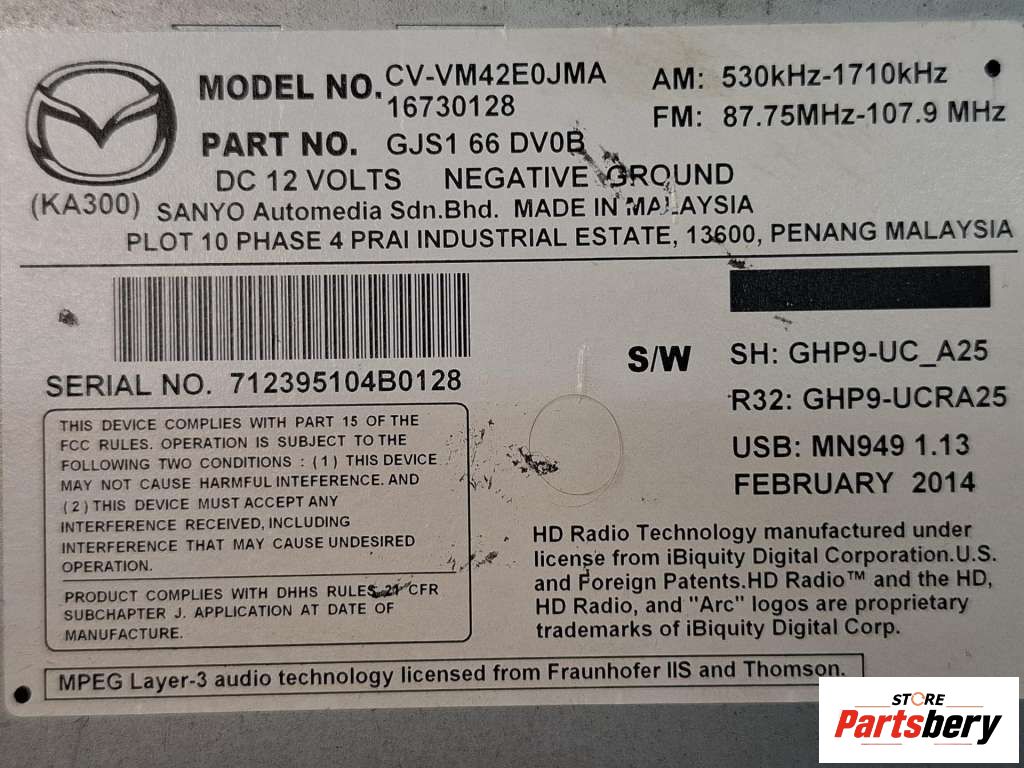 MODEL NO. CV-VM42E0JMA
16730128
AM: 530kHz-1710kHz
FM: 87.75MHz-107.9 MHz
PART NO. GJS1 66 DV0B
DC 12 VOLTS NEGATIVE GROUND
(KA300) SANYO Automedia Sdn.Bhd. MADE IN MALAYSIA
PLOT 10 PHASE 4 PRAI INDUSTRIAL ESTATE, 13600, PENANG MALAYSIA
SERIAL NO. 712395104B0128
S/W SH: GHP9-UC_A25
R32: GHP9-UCRA25
USB: MN949 1.13
FEBRUARY 2014
THIS DEVICE COMPLIES WITH PART 15 OF THE
FCC RULES. OPERATION IS SUBJECT TO THE
FOLLOWING TWO CONDITIONS : (1) THIS DEVICE
MAY NOT CAUSE HARMFUL INTERFERENCE. AND
(2) THIS DEVICE MUST ACCEPT ANY
INTERFERENCE RECEIVED, INCLUDING
INTERFERENCE THAT MAY CAUSE UNDESIRED
OPERATION.
PRODUCT COMPLIES WITH DHHS RULES 21 CFR
SUBCHAPTER J. APPLICATION AT DATE OF
MANUFACTURE.
HD Radio Technology manufactured under
license from iBiquity Digital Corporation.U.S.
and Foreign Patents.HD Radio™ and the HD,
HD Radio, and "Arc" logos are proprietary
trademarks of iBiquity Digital Corp.
MPEG Layer-3 audio technology licensed from Fraunhofer IIS and Thomson.
STORE
Partsbery